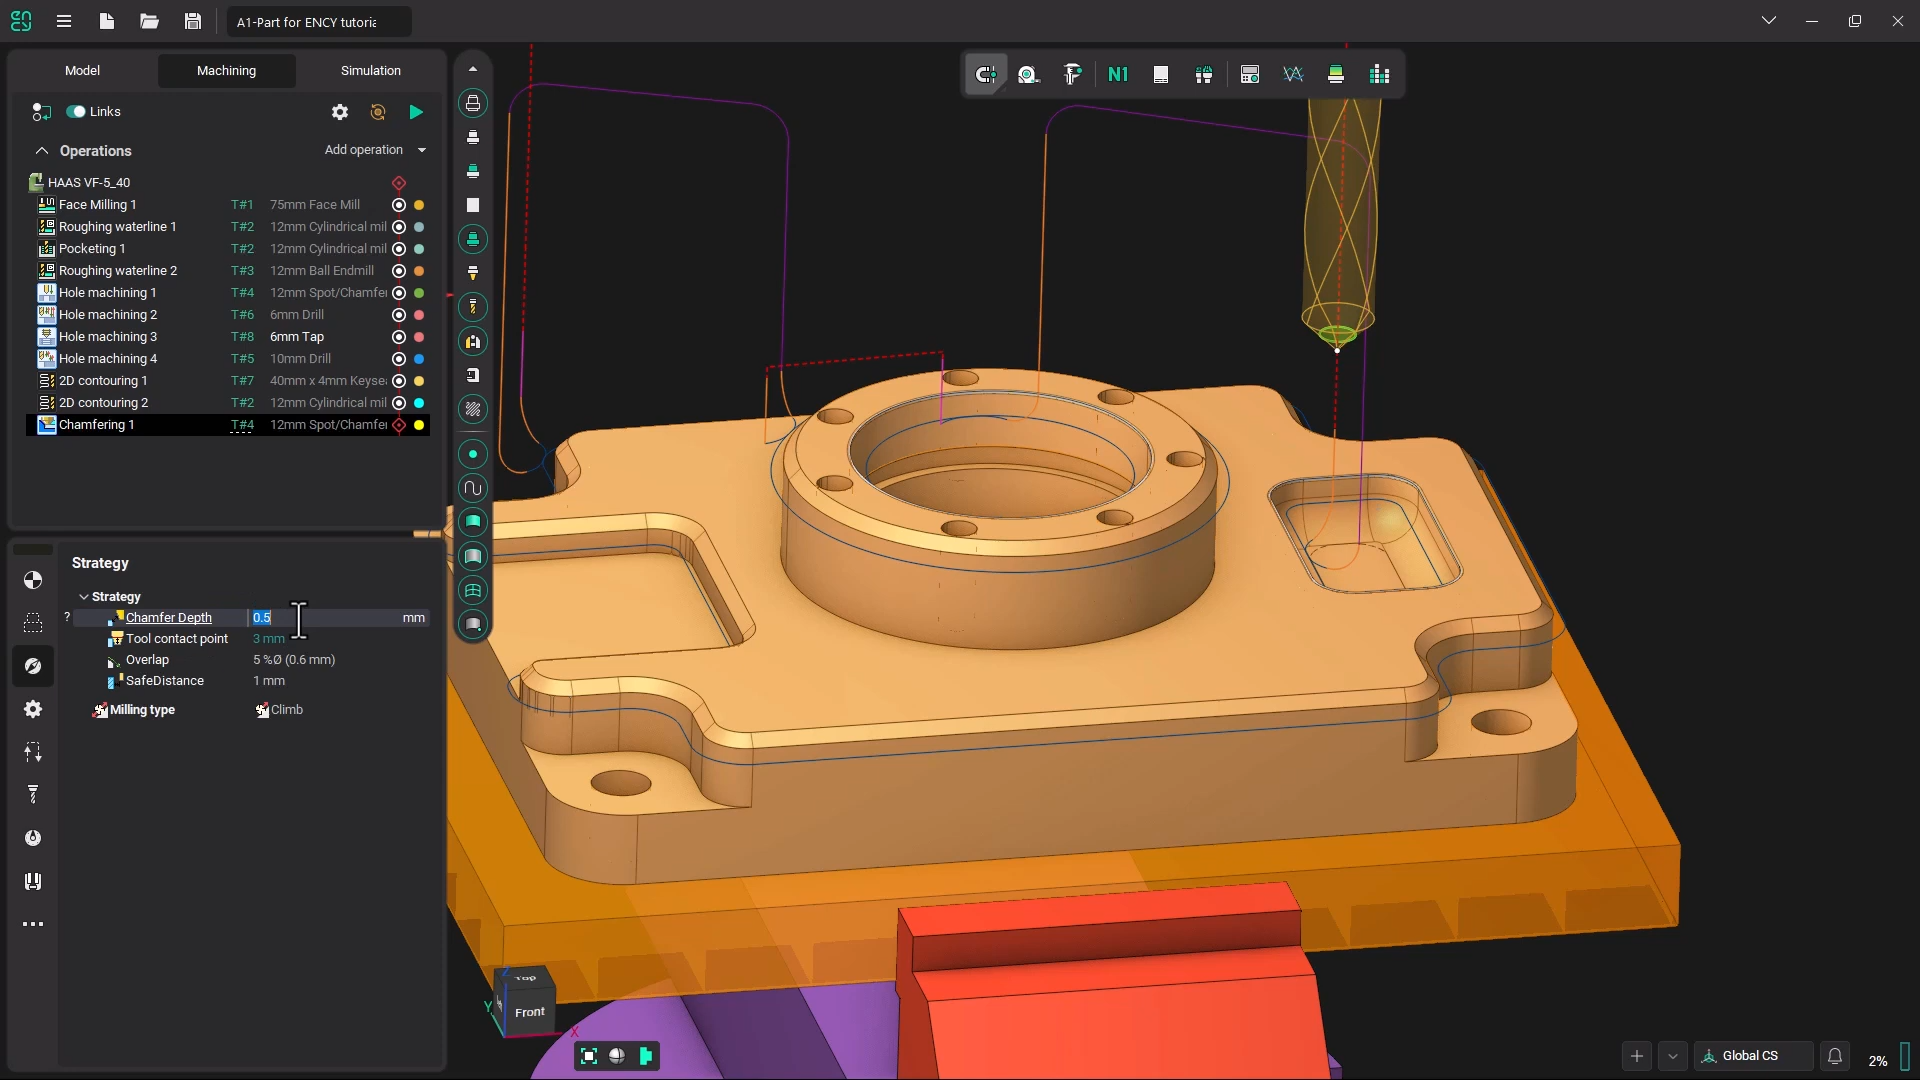 A1-Part for ENCY tutoria
Model
Machining
Simulation
Links
Operations
Add operation
HAAS VF-5_40
Face Milling 1 T#1 75mm Face Mill
Roughing waterline 1 T#2 12mm Cylindrical mil
Pocketing 1 T#2 12mm Cylindrical mil
Roughing waterline 2 T#3 12mm Ball Endmill
Hole machining 1 T#4 12mm Spot/Chamfer
Hole machining 2 T#6 6mm Drill
Hole machining 3 T#8 6mm Tap
Hole machining 4 T#5 10mm Drill
2D contouring 1 T#7 40mm x 4mm Keysea
2D contouring 2 T#2 12mm Cylindrical mil
Chamfering 1 T#4 12mm Spot/Chamfer
Strategy
Strategy
? Chamfer Depth 0.5 mm
Tool contact point 3 mm
Overlap 5 %Ø (0.6 mm)
SafeDistance 1 mm
Milling type Climb
N1
Z
Top
Y
Front
X
Global CS
2%